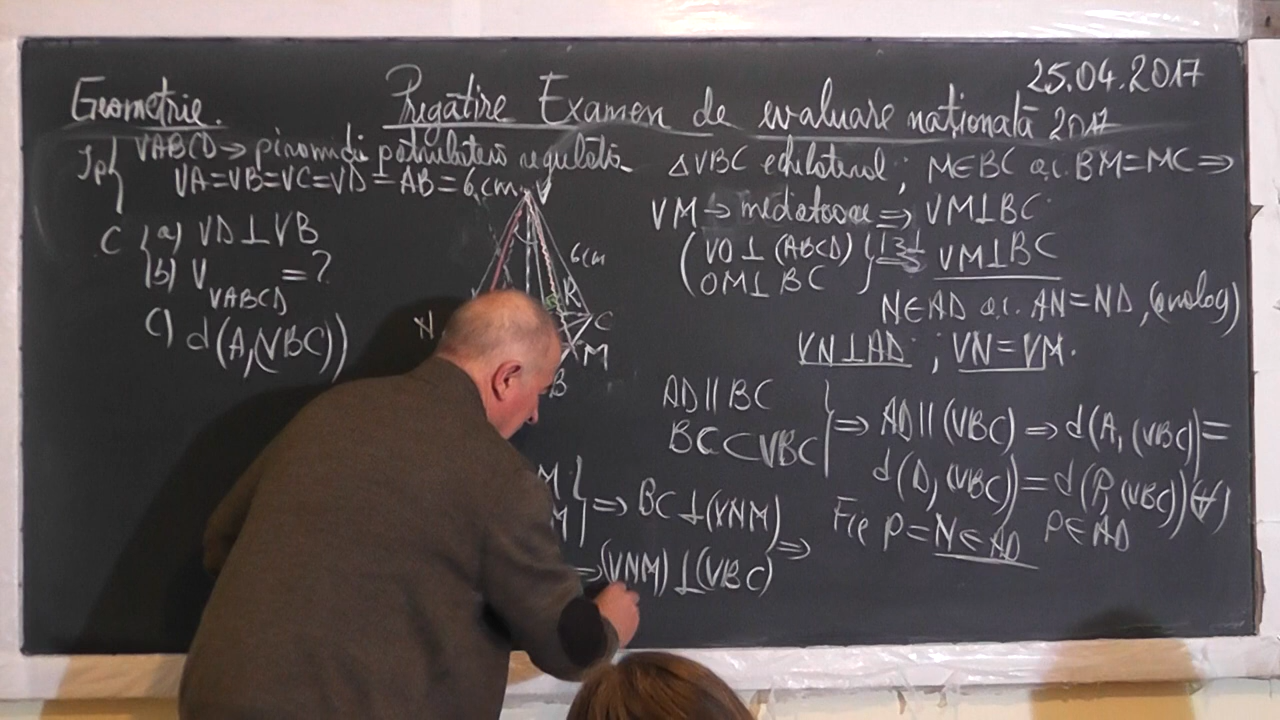 25.04.2017
Geometrie. Pregătire Examen de evaluare națională 2017
Ip { VABCD → piramidă patrulateră regulată
VA=VB=VC=VD=AB=6cm.
C { a) VD⊥VB
b) V_VABCD = ?
c) d(A,(VBC))
V
6cm
R
N
C
M
B
△VBC echilateral; M∈BC a.î. BM=MC ⇒
VM → mediatoare ⇒ VM⊥BC
( VO⊥(ABCD)
OM⊥BC } ⇒ VM⊥BC
N∈AD a.î. AN=ND, (analog)
VN⊥AD ; VN=VM.
AD||BC
BC⊂VBC } ⇒ AD||(VBC) ⇒ d(A,(VBC))=
d(D,(VBC))=d(P,(VBC)) (∀)
P∈AD
Fie P=N∈AD
M
M } ⇒ BC⊥(VNM) ⇒
⇒(VNM)⊥(VBC)